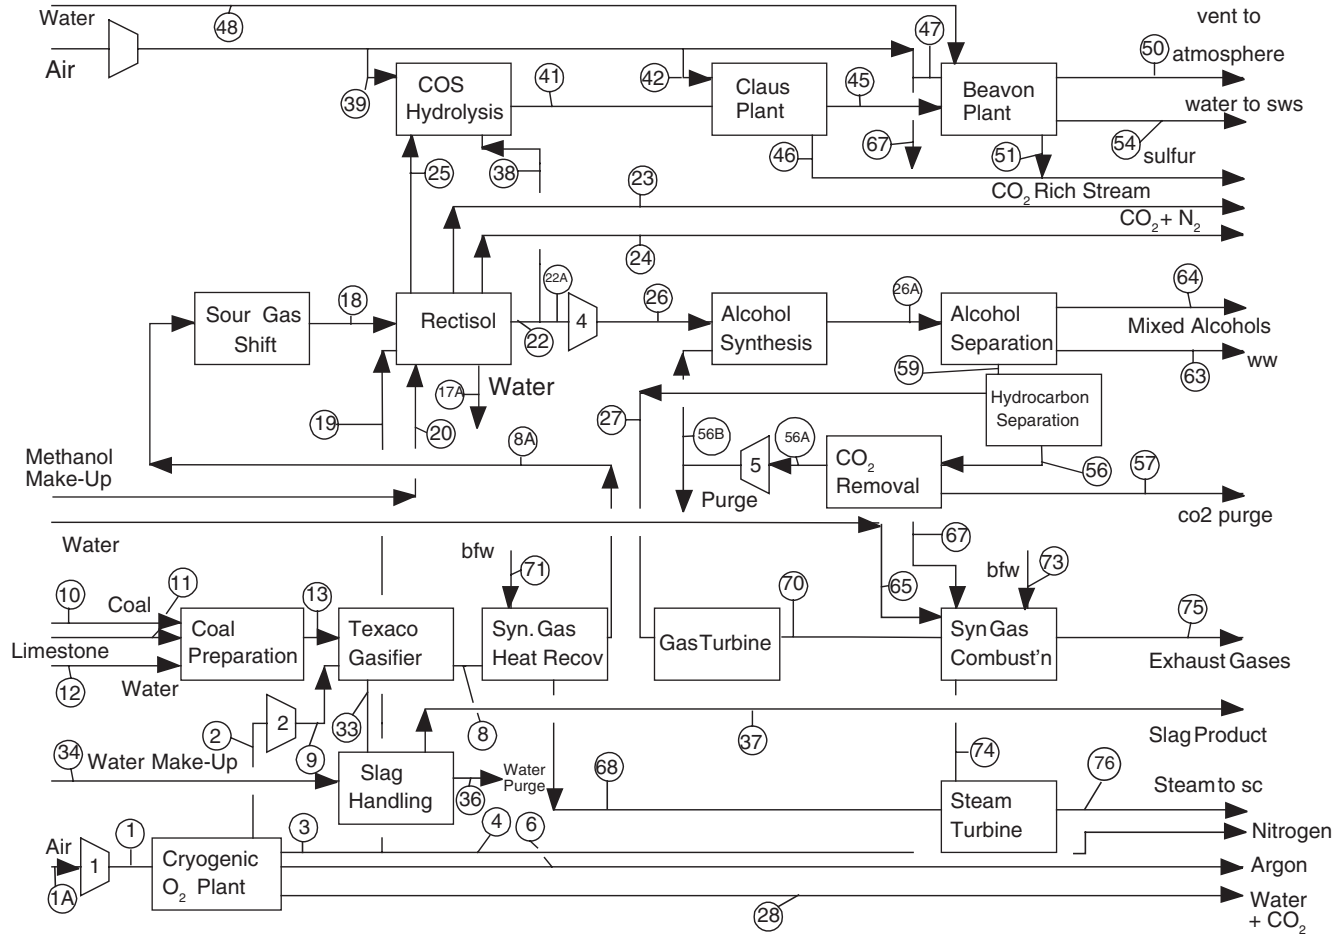 Water
48
vent to
47
50
atmosphere
Air
39
COS
Hydrolysis
41
42
Claus
Plant
45
Beavon
Plant
water to sws
54
67
46
51
sulfur
25
38
23
CO2 Rich Stream
CO2 + N2
24
22A
64
Sour Gas
Shift
18
Rectisol
22
4
26
Alcohol
Synthesis
26A
Alcohol
Separation
Mixed Alcohols
ww
63
17A
Water
59
Hydrocarbon
Separation
19
20
27
8A
56B
56A
5
CO2
Removal
56
57
Methanol
Make-Up
Purge
co2 purge
Water
bfw
71
67
bfw
73
65
10
Coal
11
13
70
75
Coal
Preparation
Texaco
Gasifier
Syn. Gas
Heat Recov
Gas Turbine
Syn Gas
Combust'n
Limestone
12
Water
Exhaust Gases
2
2
9
33
8
37
Slag Product
34
Water Make-Up
Slag
Handling
Water
Purge
36
68
74
Steam
Turbine
76
Steam to sc
Air
1
1
1A
Cryogenic
O2 Plant
3
4
6
Nitrogen
Argon
28
Water
+ CO2